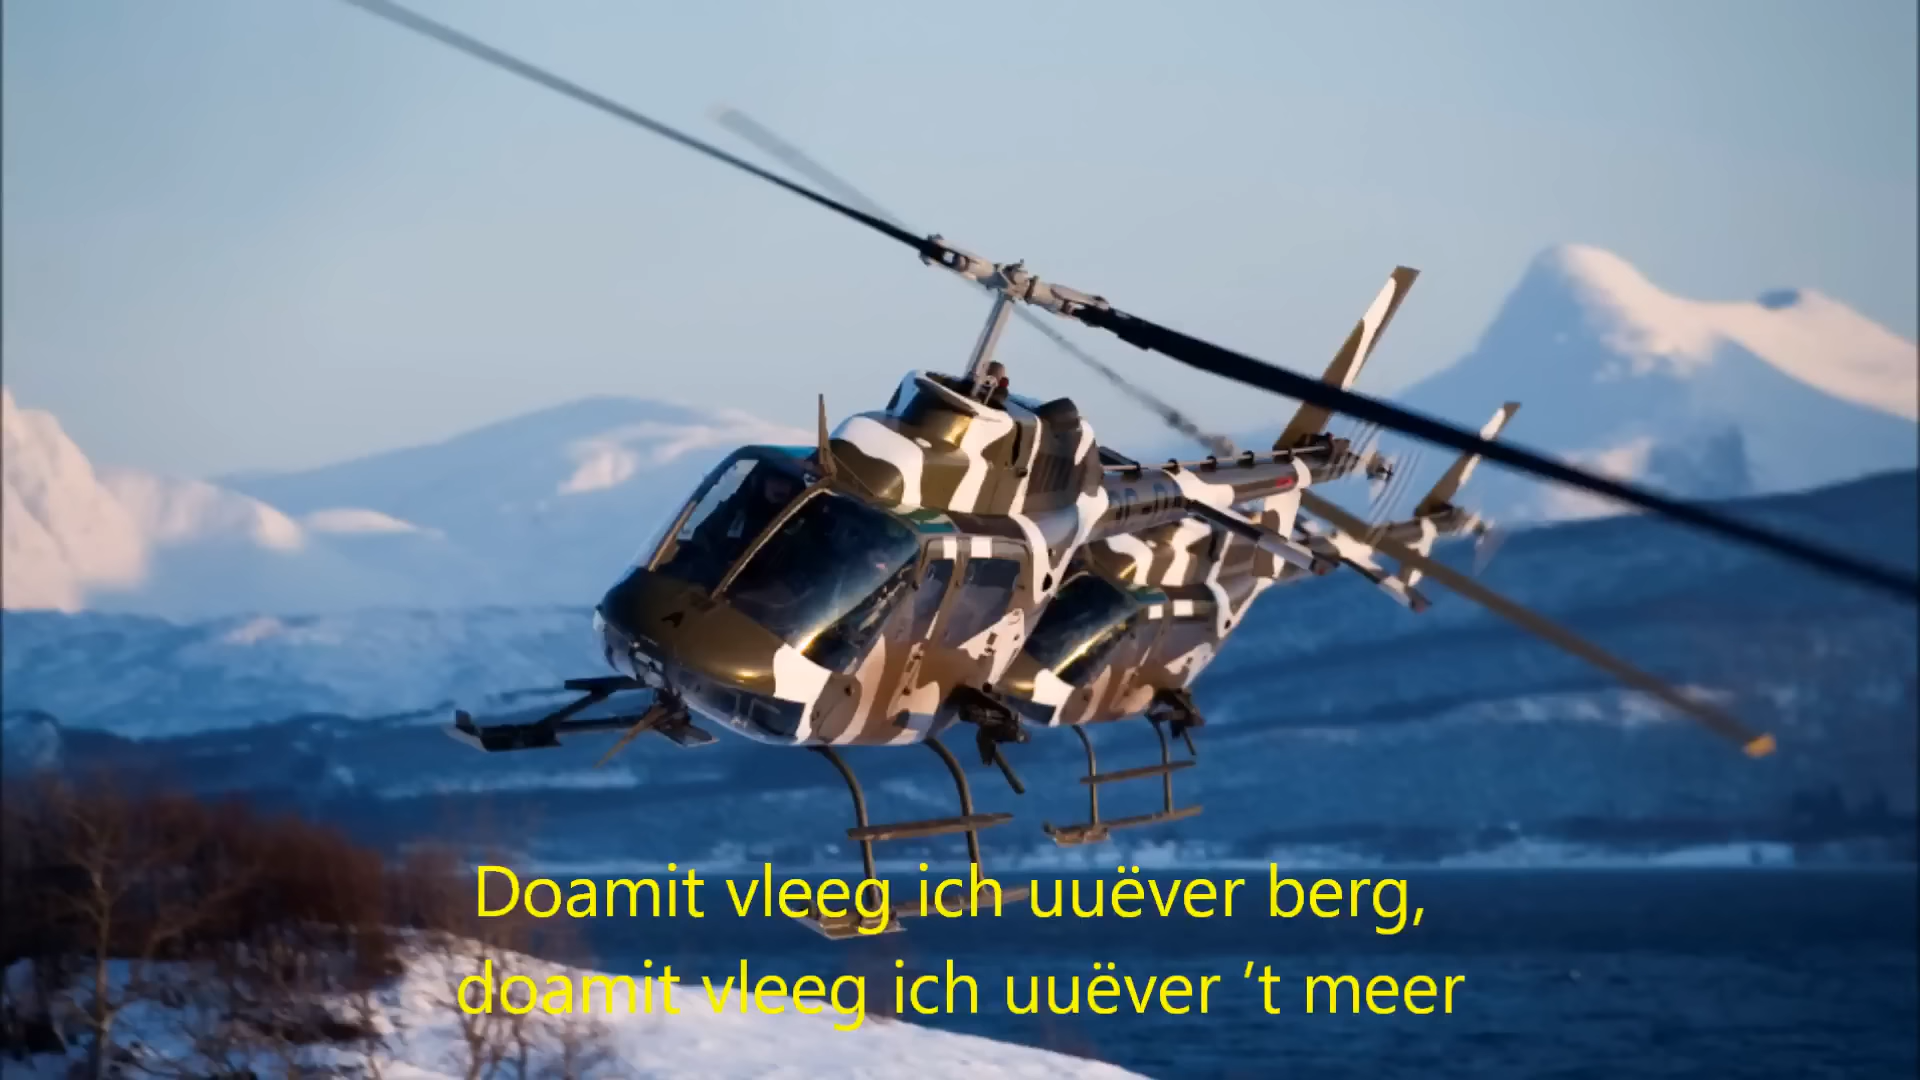 Doamit vleeg ich uuëver berg,
doamit vleeg ich uuëver ’t meer